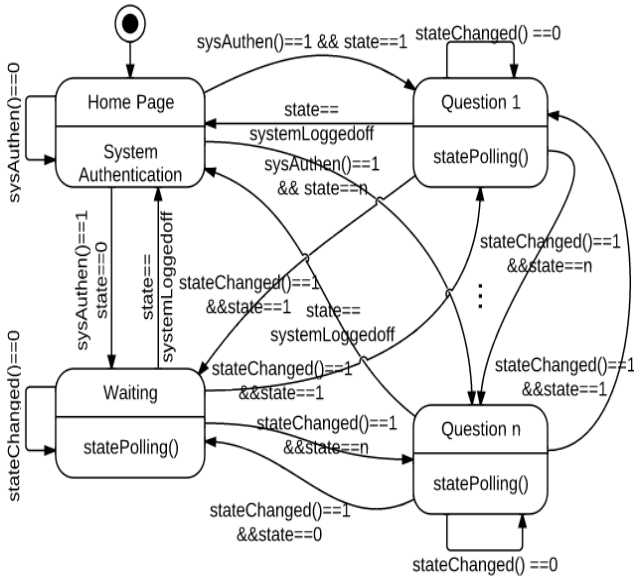 sysAuthen()==1 && state==1
stateChanged() ==0
sysAuthen()==0
Home Page
System
Authentication
state==
systemLoggedoff
Question 1
statePolling()
sysAuthen()==1
&& state==n
sysAuthen()==1
state==0
state==
systemLoggedoff
stateChanged()==1
&&state==1
stateChanged()==1
&&state==n
...
state==
systemLoggedoff
stateChanged()==1
&&state==1
stateChanged()==1
&&state==1
stateChanged()==0
Waiting
statePolling()
stateChanged()==1
&&state==n
Question n
statePolling()
stateChanged()==1
&&state==0
stateChanged() ==0